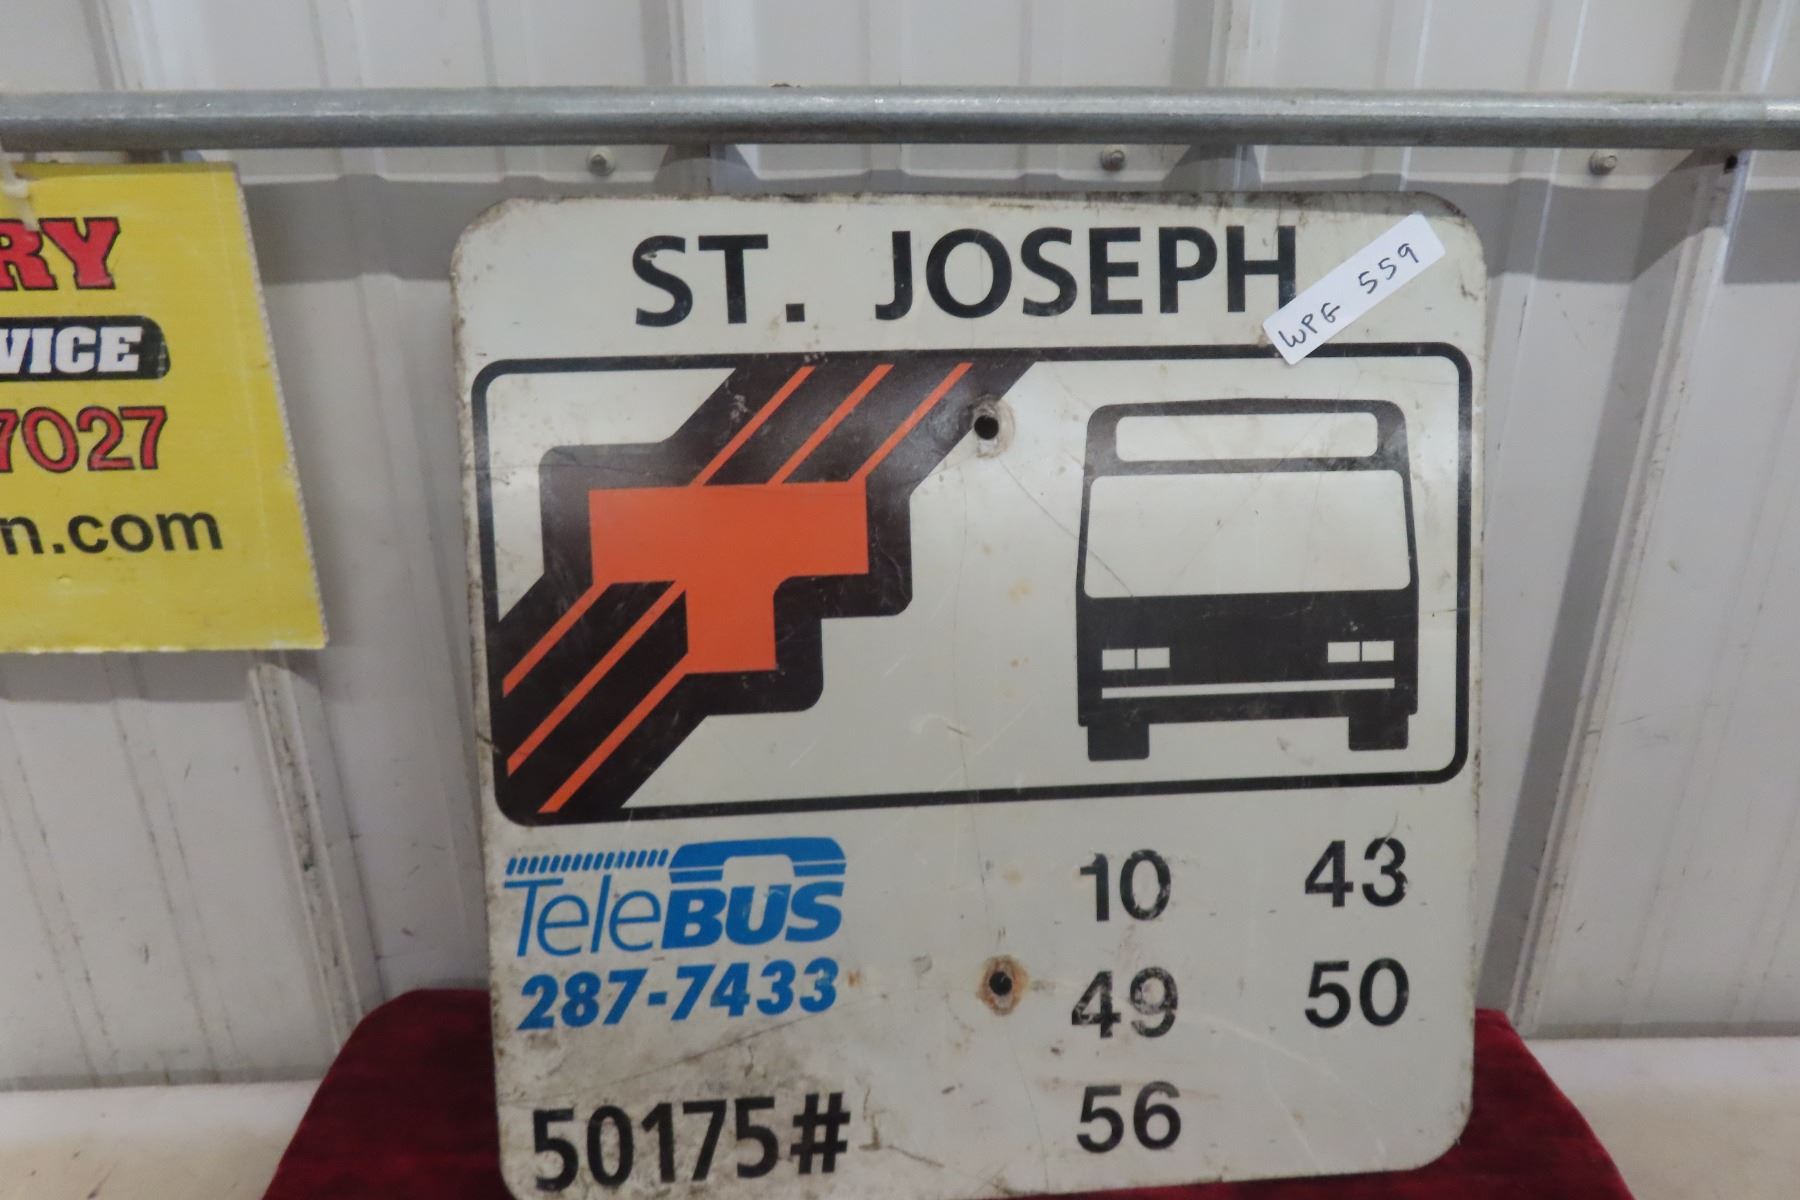 ST. JOSEPH
WPG 559
TeleBUS
287-7433
50175#
10 43
49 50
56
RY
VICE
7027
n.com